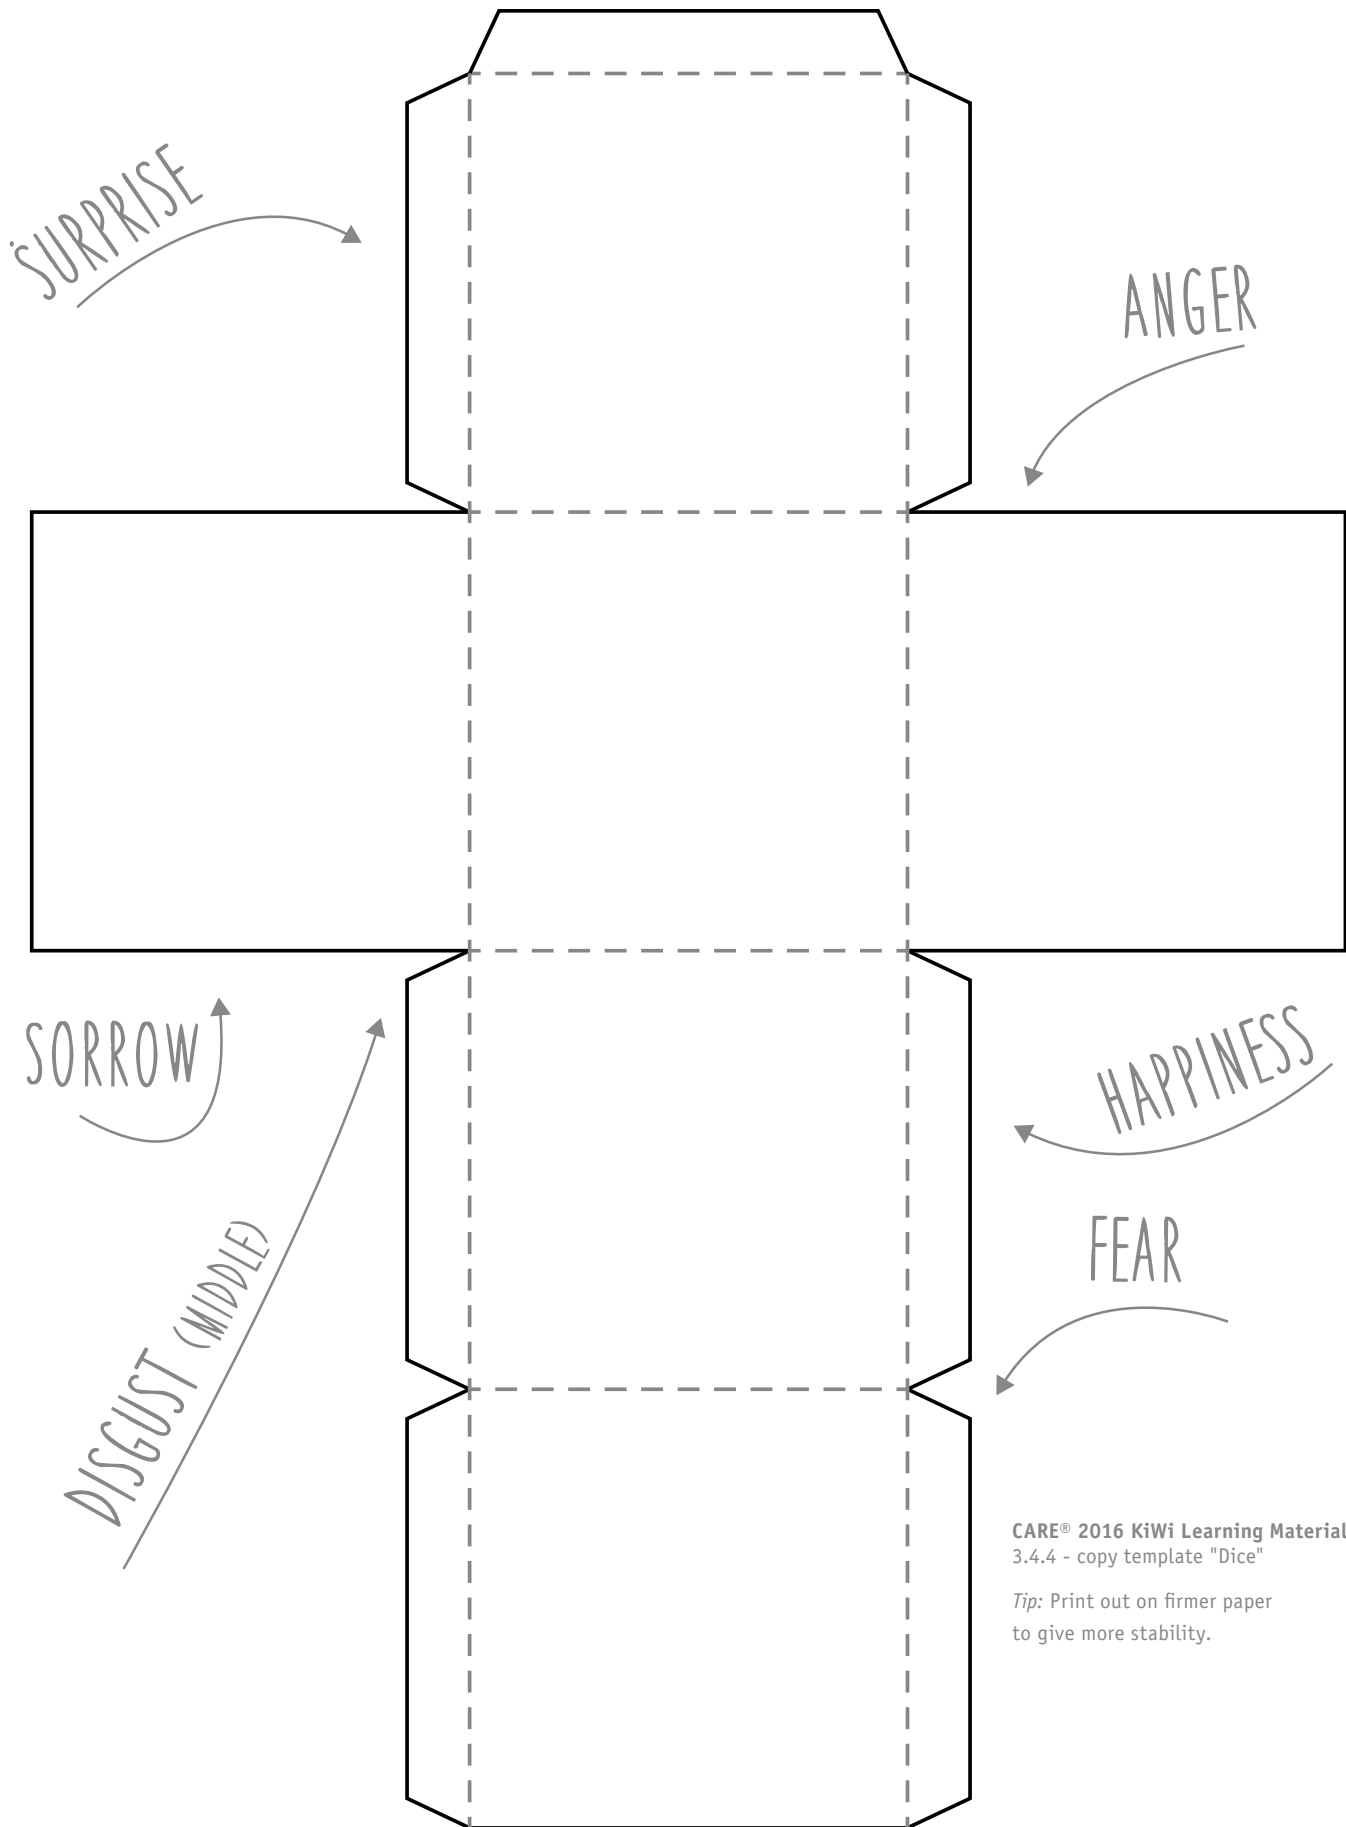 SURPRISE
ANGER
SORROW
HAPPINESS
FEAR
DISGUST (MIDDLE)
CARE® 2016 KiWi Learning Material
3.4.4 - copy template "Dice"
Tip: Print out on firmer paper
to give more stability.